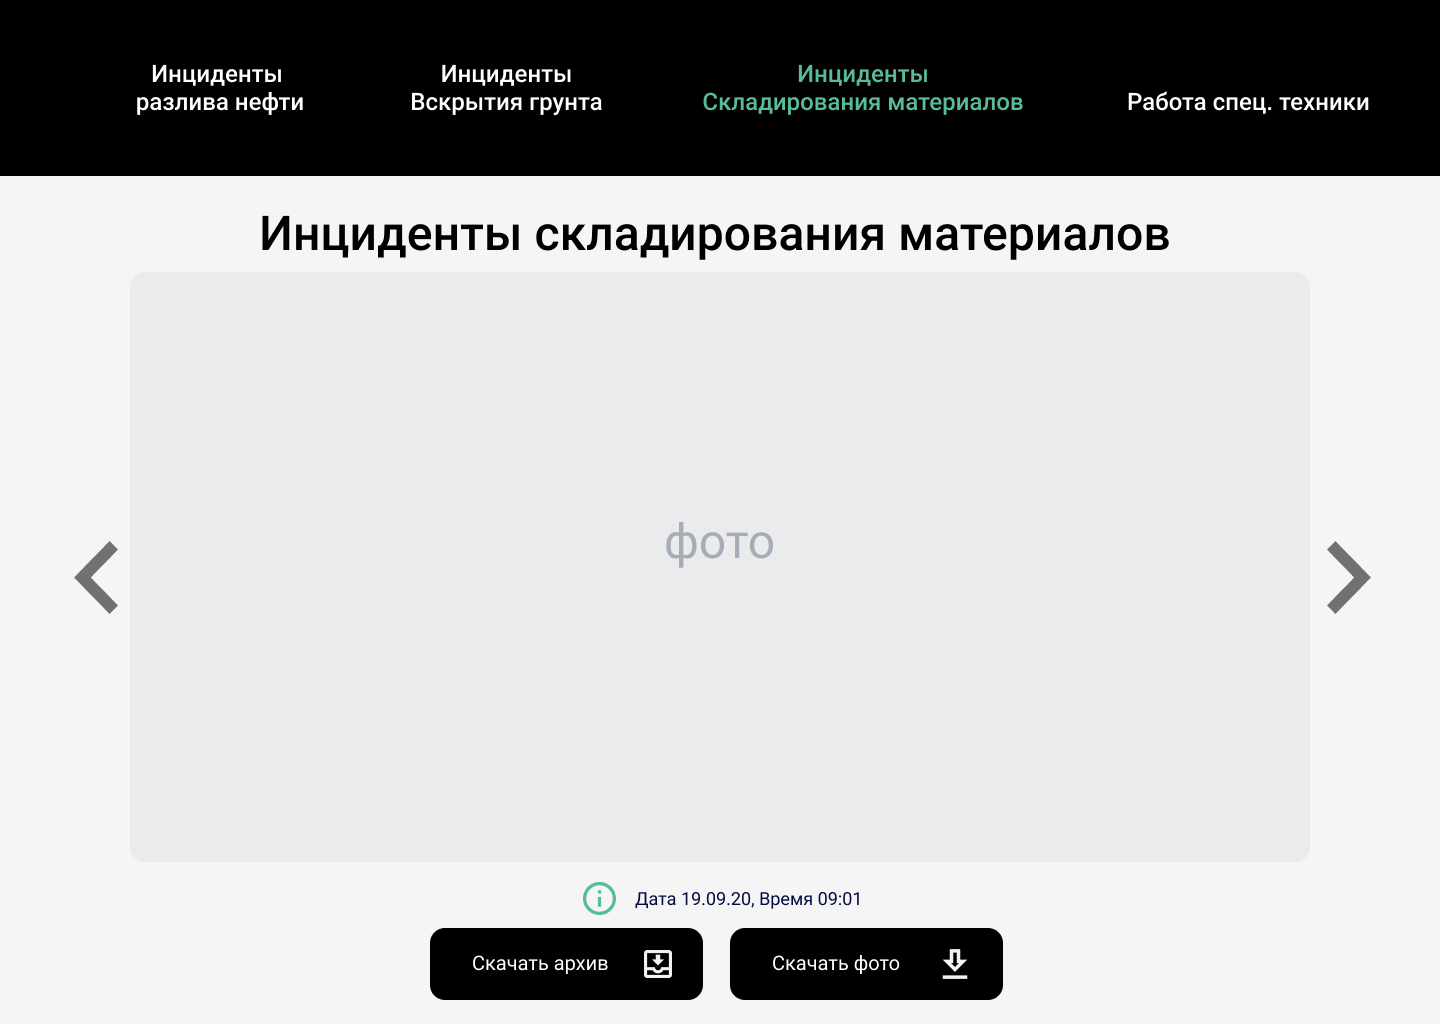 Инциденты
разлива нефти
Инциденты
Вскрытия грунта
Инциденты
Складирования материалов
Работа спец. техники
Инциденты складирования материалов
фото
Дата 19.09.20, Время 09:01
Скачать архив
Скачать фото